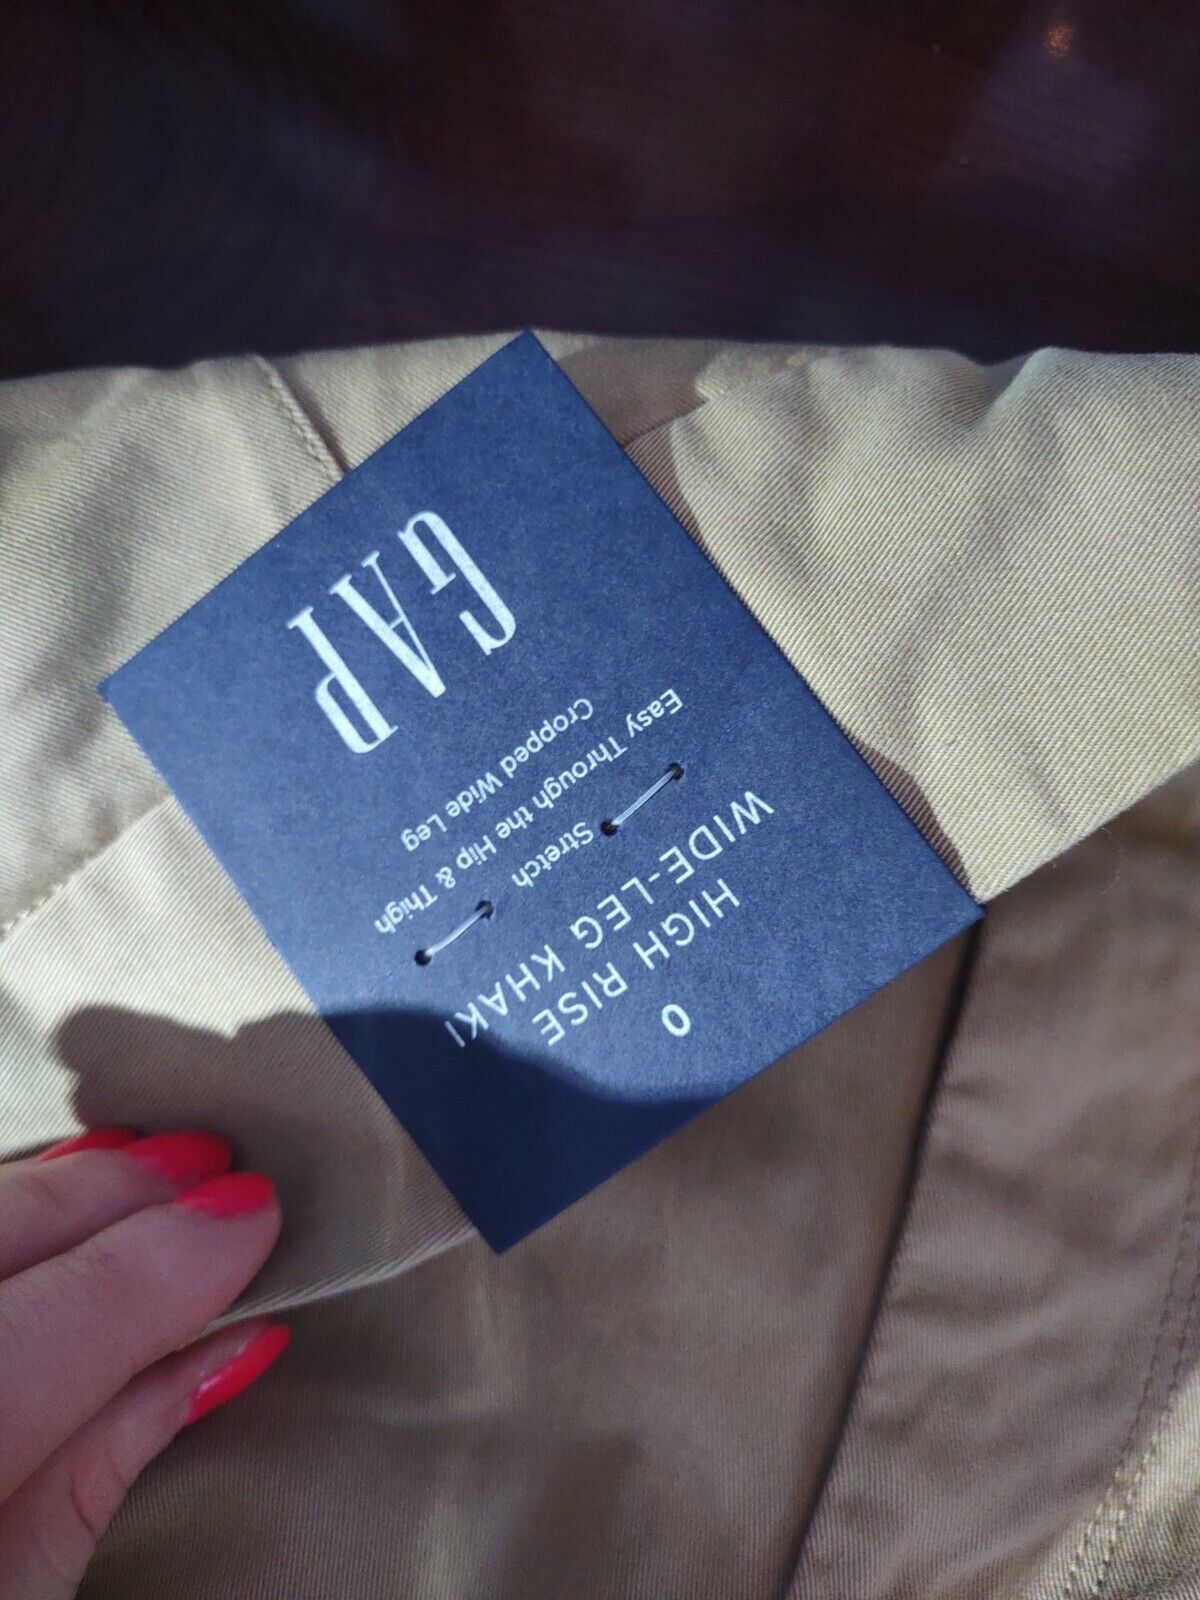 0
HIGH RISE
WIDE-LEG KHAKI
Stretch
Easy Through the Hip & Thigh
Cropped Wide Leg
GAP